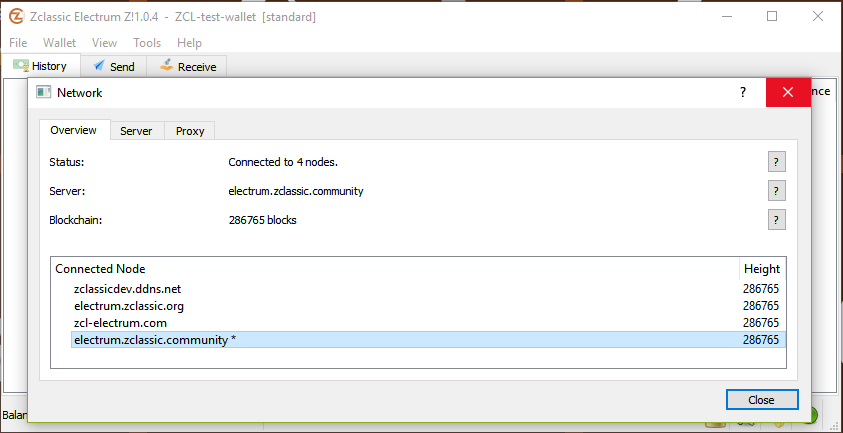 Zclassic Electrum Z!1.0.4 - ZCL-test-wallet [standard]
File Wallet View Tools Help
History Send Receive
Network ?
Overview Server Proxy
Status: Connected to 4 nodes. ?
Server: electrum.zclassic.community ?
Blockchain: 286765 blocks ?
Connected Node Height
zclassicdev.ddns.net 286765
electrum.zclassic.org 286765
zcl-electrum.com 286765
electrum.zclassic.community * 286765
Close